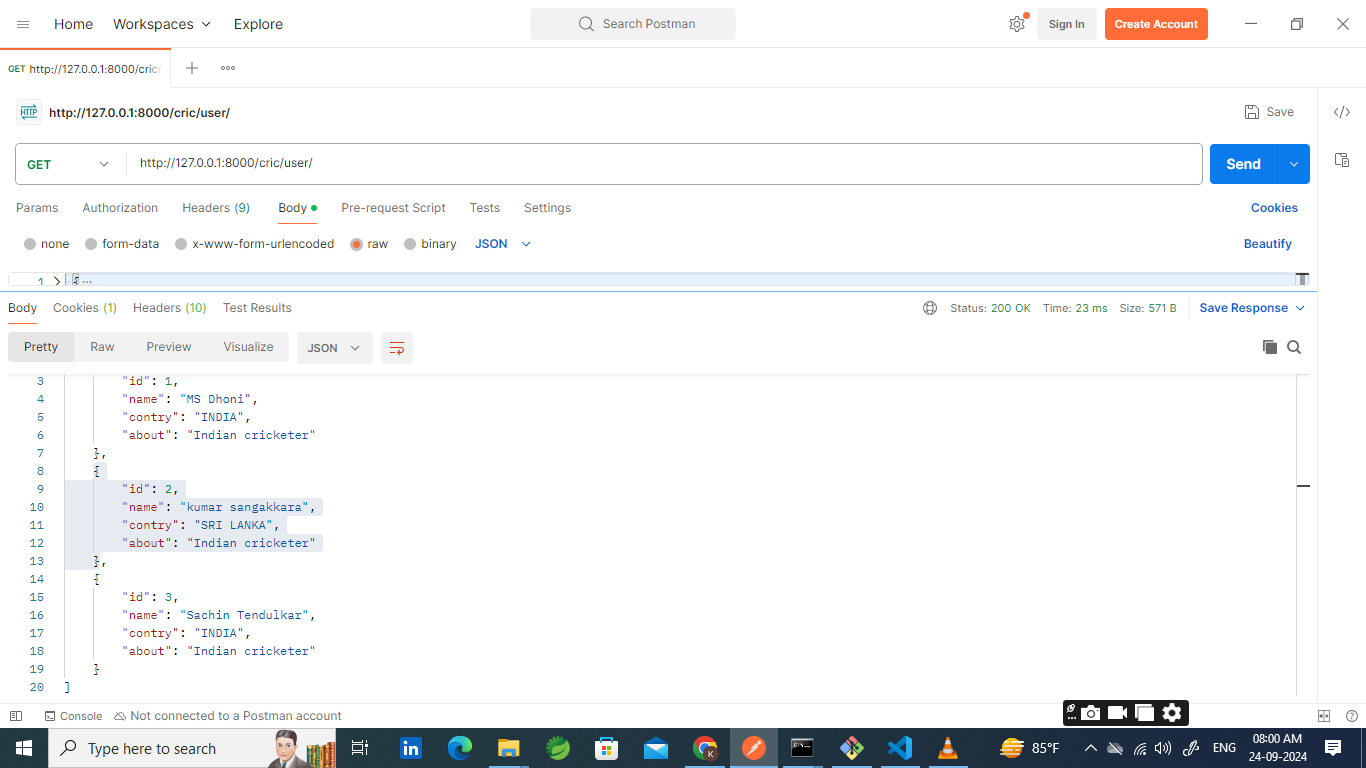 Home Workspaces Explore Search Postman Sign In Create Account
GET http://127.0.0.1:8000/cric/
HTTP http://127.0.0.1:8000/cric/user/ Save
GET http://127.0.0.1:8000/cric/user/ Send
Params Authorization Headers (9) Body Pre-request Script Tests Settings Cookies
none form-data x-www-form-urlencoded raw binary JSON Beautify
1 { ...
Body Cookies (1) Headers (10) Test Results Status: 200 OK Time: 23 ms Size: 571 B Save Response
Pretty Raw Preview Visualize JSON
3 "id": 1,
4 "name": "MS Dhoni",
5 "contry": "INDIA",
6 "about": "Indian cricketer"
7 },
8 {
9 "id": 2,
10 "name": "kumar sangakkara",
11 "contry": "SRI LANKA",
12 "about": "Indian cricketer"
13 },
14 {
15 "id": 3,
16 "name": "Sachin Tendulkar",
17 "contry": "INDIA",
18 "about": "Indian cricketer"
19 }
20 ]
Console Not connected to a Postman account
Type here to search 85°F ENG 08:00 AM
24-09-2024